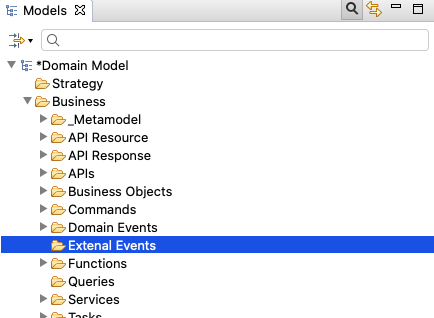 Models
*Domain Model
Strategy
Business
_Metamodel
API Resource
API Response
APIs
Business Objects
Commands
Domain Events
Extenal Events
Functions
Queries
Services
Tasks